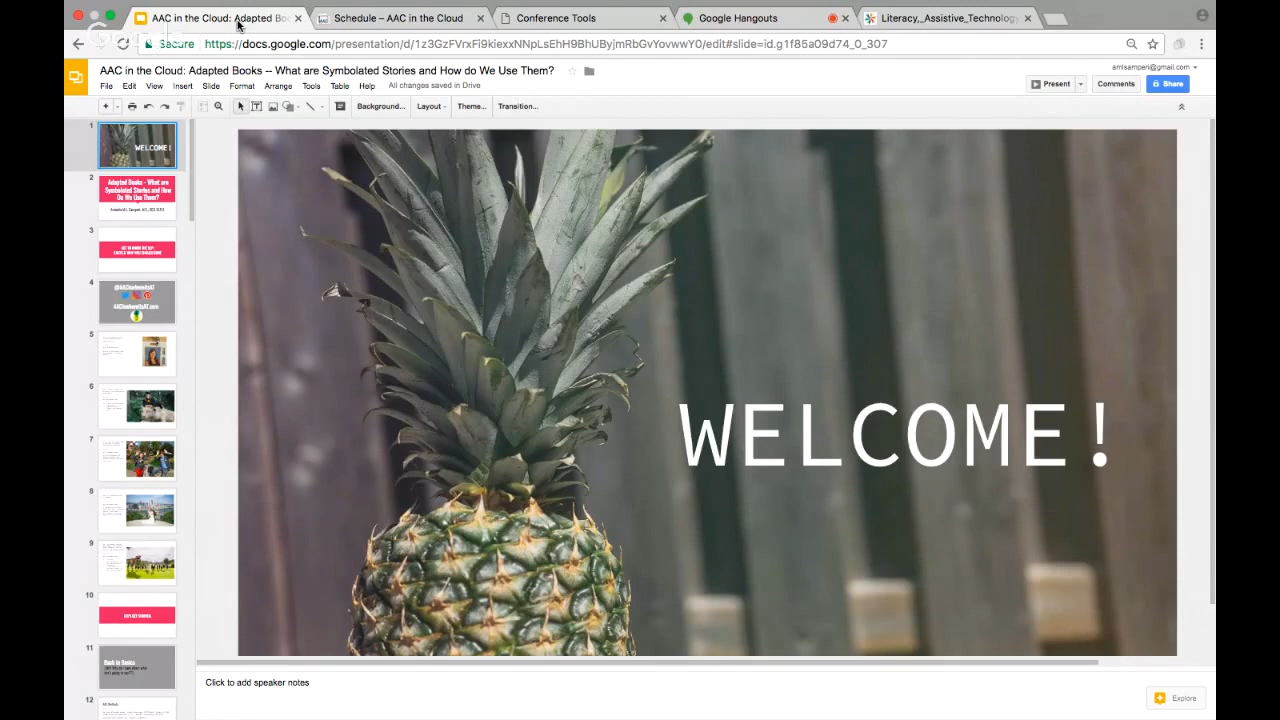 AAC in the Cloud: Adapted Boo
Schedule – AAC in the Cloud
Conference Tools
Google Hangouts
Literacy,_Assistive_Technology
Secure
https://docs.google.com/presentation/d/1z3GzFVrxFi9kiexxNNpLsEhH9BhUByjmRbGvYovwwY0/edit#slide=id.g1f85a09d74_0_307
AAC in the Cloud: Adapted Books -- What are Symbolated Stories and How do We Use Them?
amlsamperi@gmail.com
File Edit View Insert Slide Format Arrange Tools Table Help All changes saved in Drive
Present
Comments
Share
Background... Layout Theme... Transition...
1
WELCOME!
2
Adapted Books - What are
Symbolated Stories and How
Do We Use Them?
3
4
@AACisawhereitsAT
AACisawhereitsAT.com
5
6
7
8
9
10
11
Back to Basics
12
WELCOME!
Click to add speaker notes
Explore